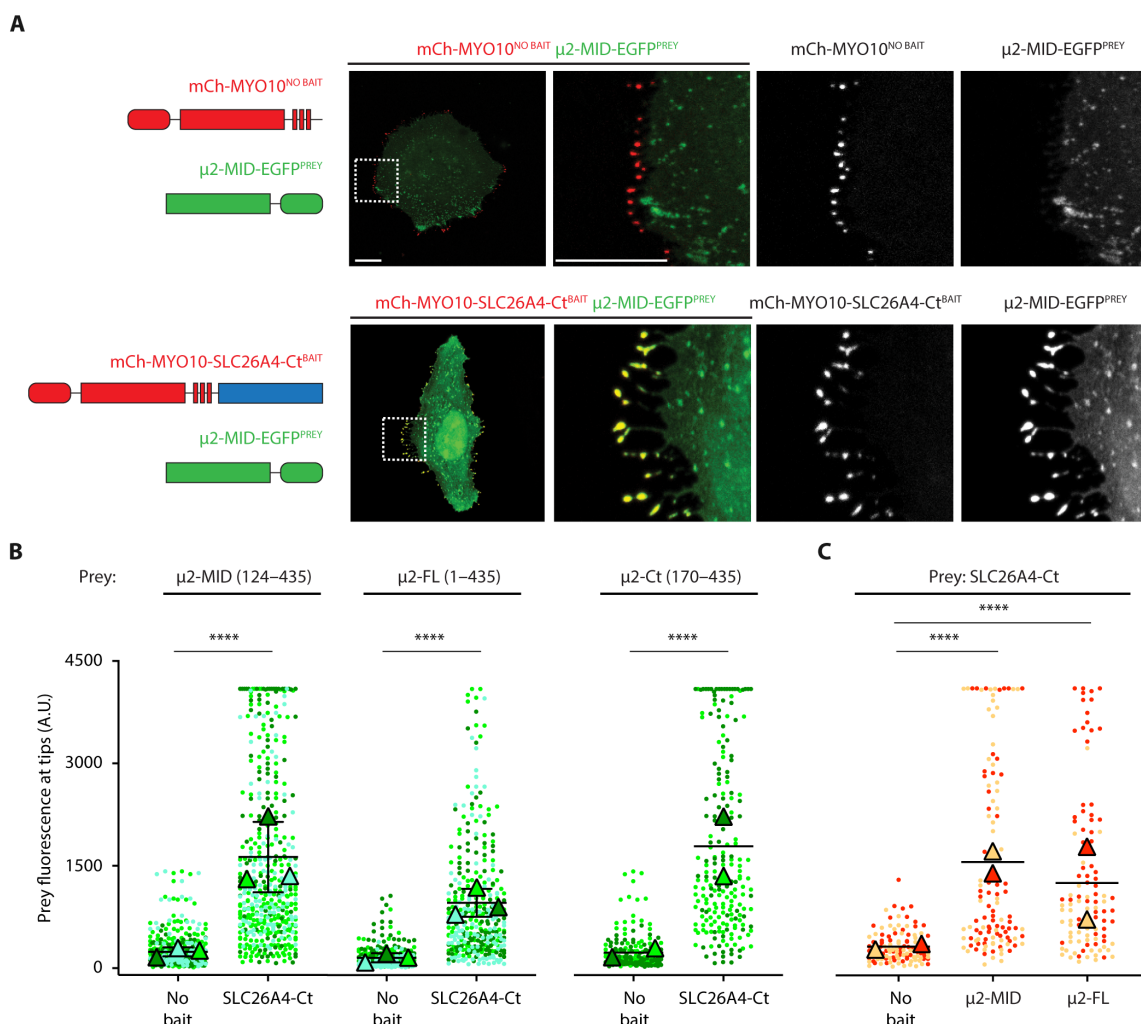 A
mCh-MYO10NO BAIT μ2-MID-EGFPPREY
mCh-MYO10NO BAIT
μ2-MID-EGFPPREY
mCh-MYO10NO BAIT
μ2-MID-EGFPPREY
mCh-MYO10-SLC26A4-CtBAIT μ2-MID-EGFPPREY
mCh-MYO10-SLC26A4-CtBAIT
μ2-MID-EGFPPREY
mCh-MYO10-SLC26A4-CtBAIT
μ2-MID-EGFPPREY
B
Prey:
μ2-MID (124–435)
μ2-FL (1–435)
μ2-Ct (170–435)
****
****
****
Prey fluorescence at tips (A.U.)
4500
3000
1500
0
No bait
SLC26A4-Ct
No bait
SLC26A4-Ct
No bait
SLC26A4-Ct
C
Prey: SLC26A4-Ct
****
****
No bait
μ2-MID
μ2-FL